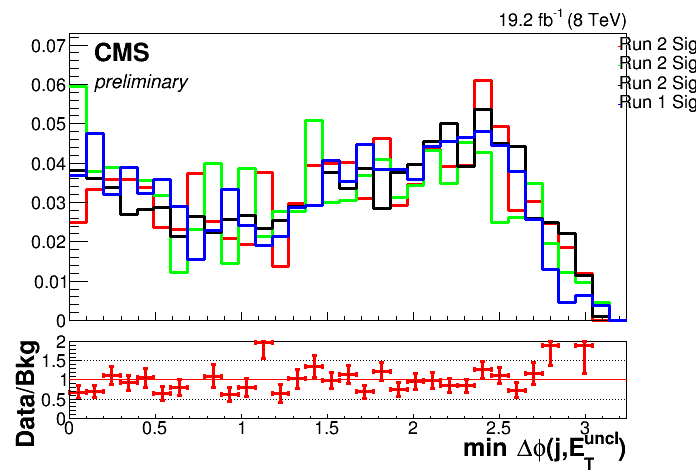 19.2 fb⁻¹ (8 TeV)
CMS
preliminary
Run 2 Sig
Run 2 Sig
Run 2 Sig
Run 1 Sig
0.07
0.06
0.05
0.04
0.03
0.02
0.01
0
Data/Bkg
2
1.5
1
0.5
0
0 0.5 1 1.5 2 2.5 3
min Δϕ(j,E_T^uncl)